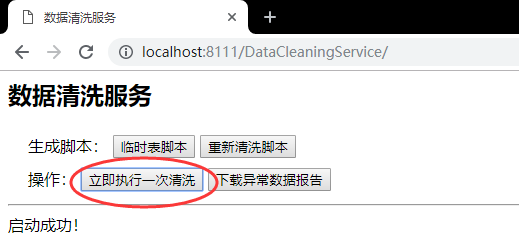 数据清洗服务
localhost:8111/DataCleaningService/
数据清洗服务
生成脚本： 临时表脚本 重新清洗脚本
操作： 立即执行一次清洗 下载异常数据报告
启动成功！